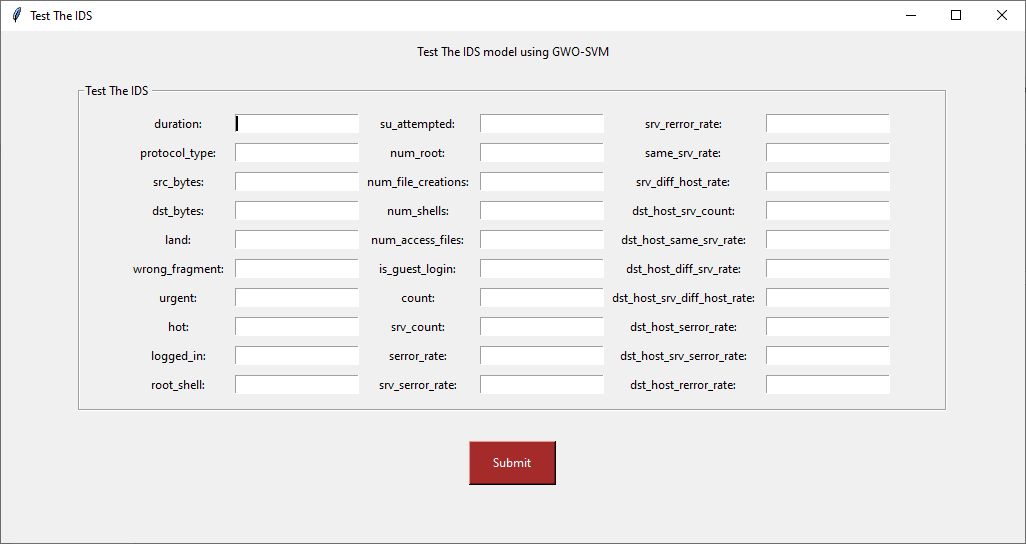 Test The IDS
Test The IDS model using GWO-SVM
Test The IDS
duration: su_attempted: srv_rerror_rate:
protocol_type: num_root: same_srv_rate:
src_bytes: num_file_creations: srv_diff_host_rate:
dst_bytes: num_shells: dst_host_srv_count:
land: num_access_files: dst_host_same_srv_rate:
wrong_fragment: is_guest_login: dst_host_diff_srv_rate:
urgent: count: dst_host_srv_diff_host_rate:
hot: srv_count: dst_host_serror_rate:
logged_in: serror_rate: dst_host_srv_serror_rate:
root_shell: srv_serror_rate: dst_host_rerror_rate:
Submit